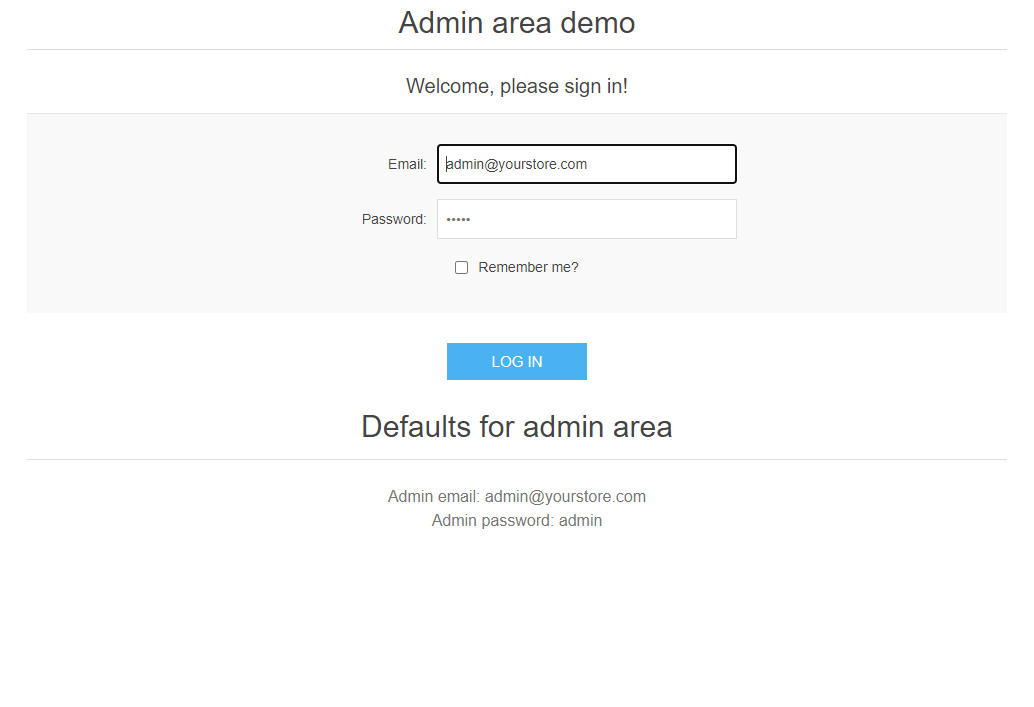 Admin area demo
Welcome, please sign in!
Email: admin@yourstore.com
Password: •••••
Remember me?
LOG IN
Defaults for admin area
Admin email: admin@yourstore.com
Admin password: admin